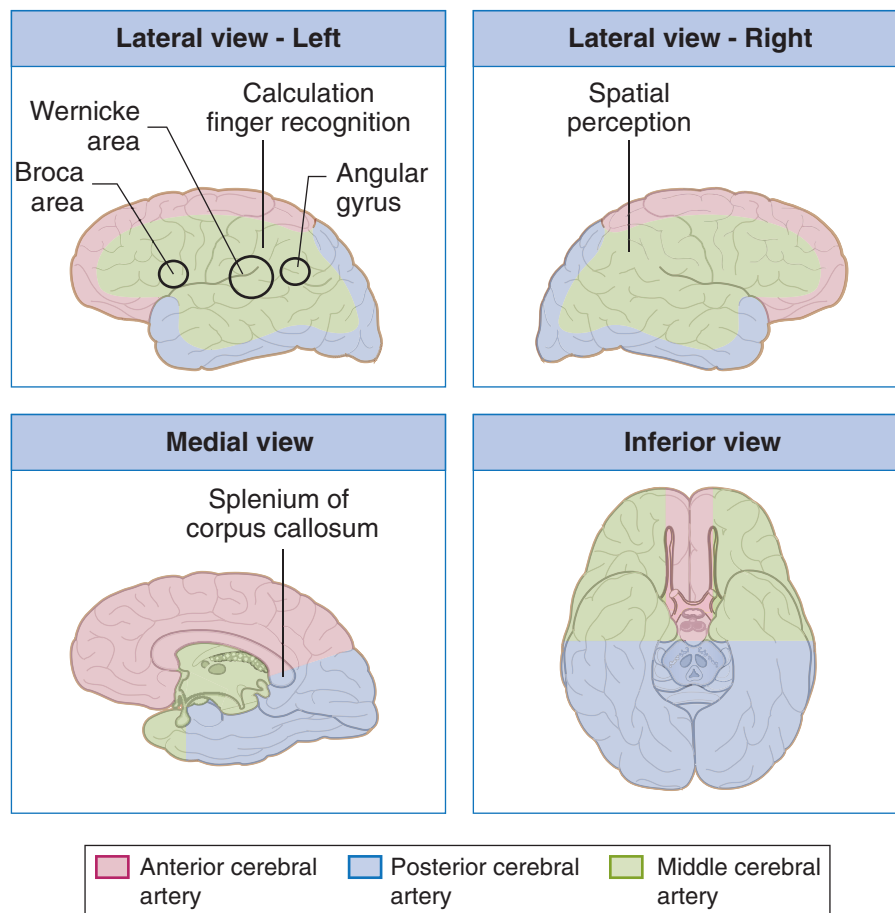 Lateral view - Left
Wernicke
area
Calculation
finger recognition
Broca
area
Angular
gyrus
Lateral view - Right
Spatial
perception
Medial view
Splenium of
corpus callosum
Inferior view
Anterior cerebral
artery
Posterior cerebral
artery
Middle cerebral
artery